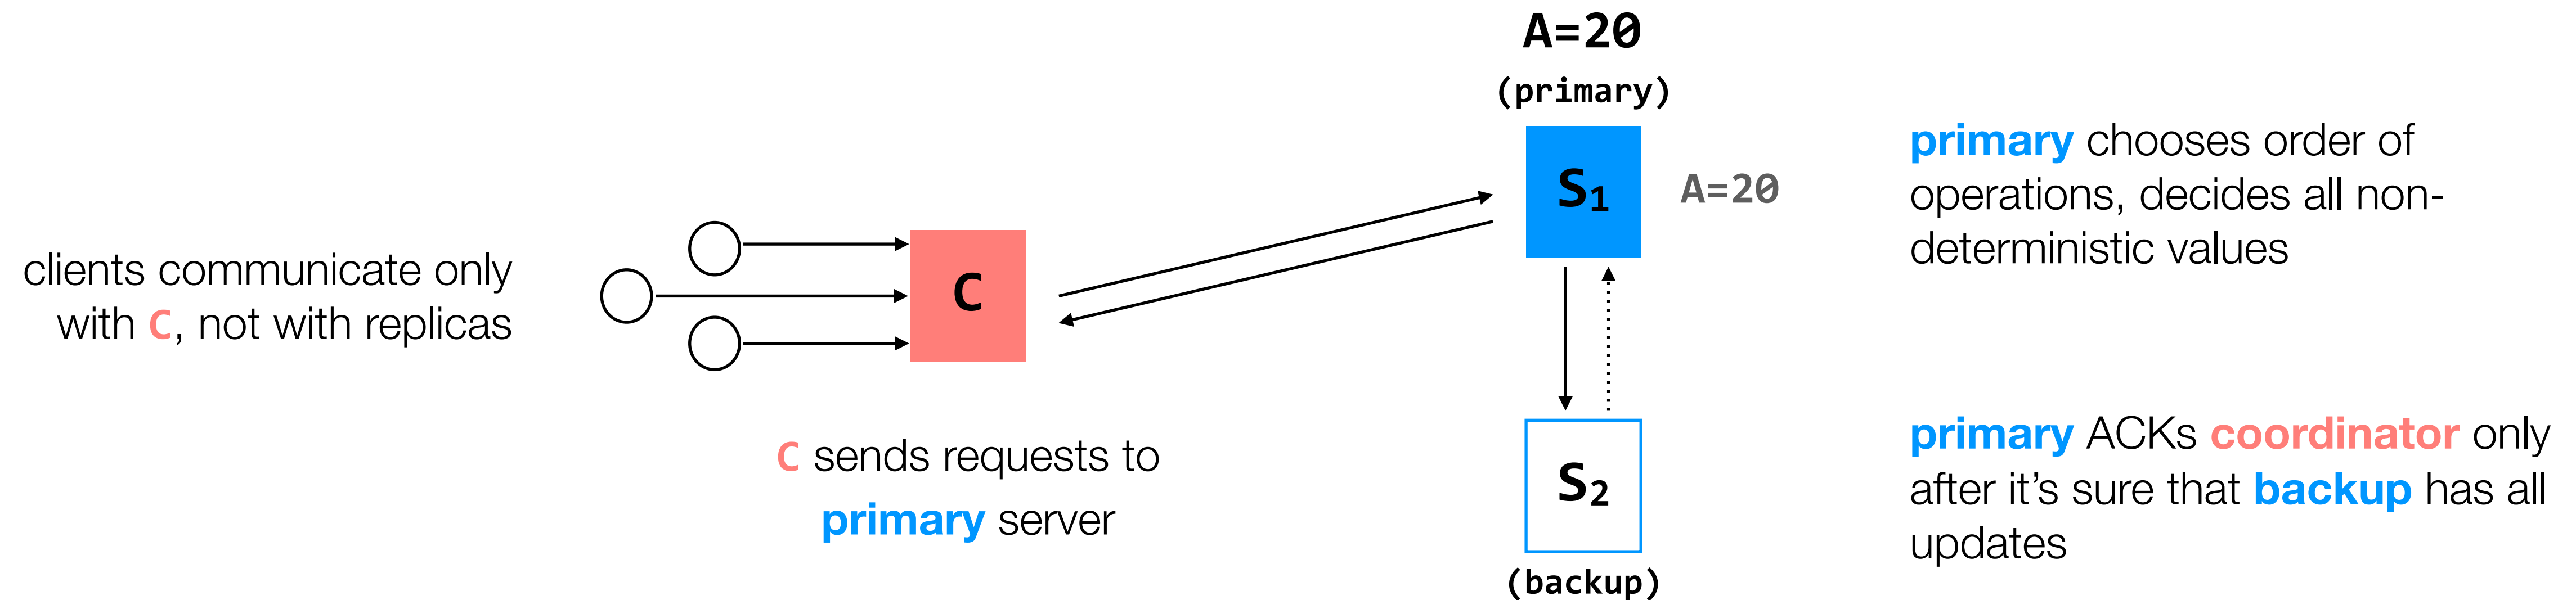 clients communicate only
with C, not with replicas
C
C sends requests to
primary server
A=20
(primary)
S₁
A=20
S₂
(backup)
primary chooses order of
operations, decides all non-
deterministic values
primary ACKs coordinator only
after it’s sure that backup has all
updates